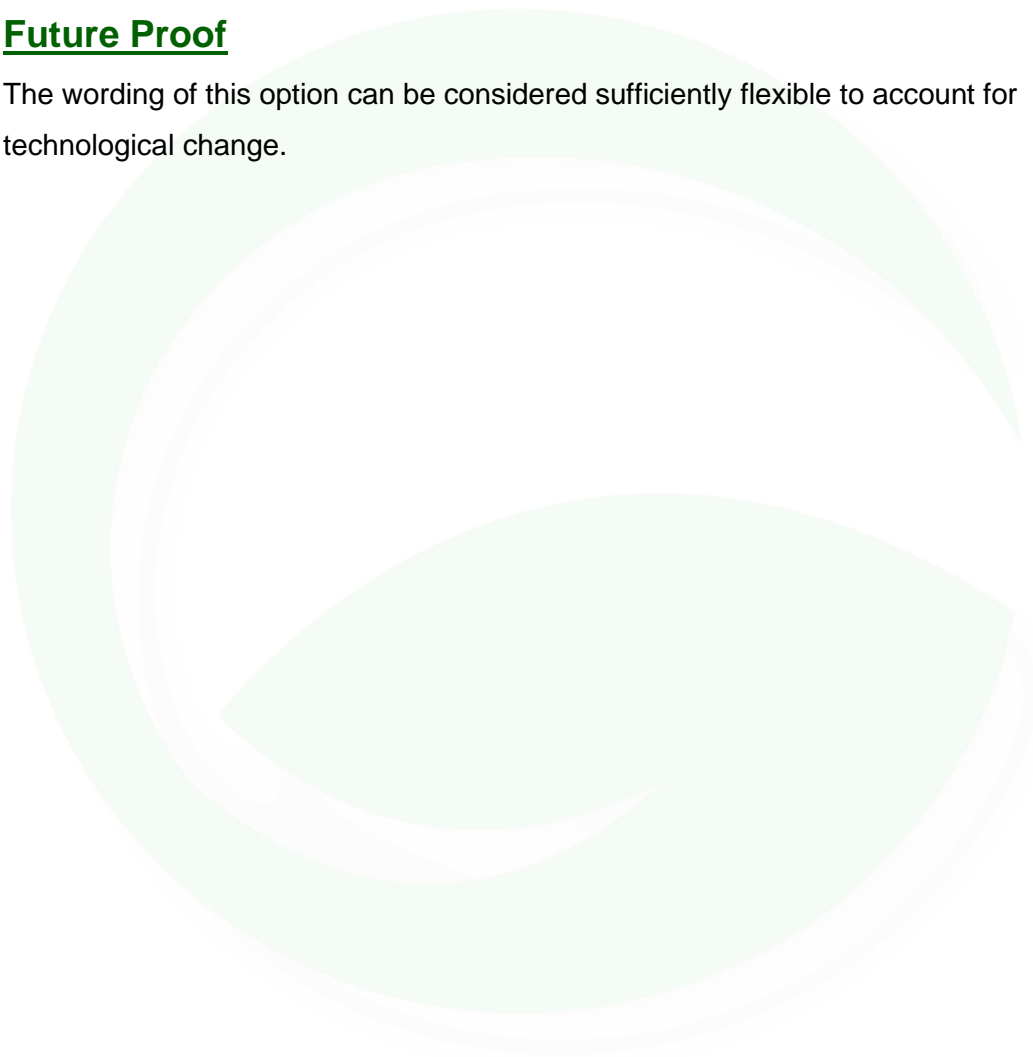 Future Proof
The wording of this option can be considered sufficiently flexible to account for
technological change.